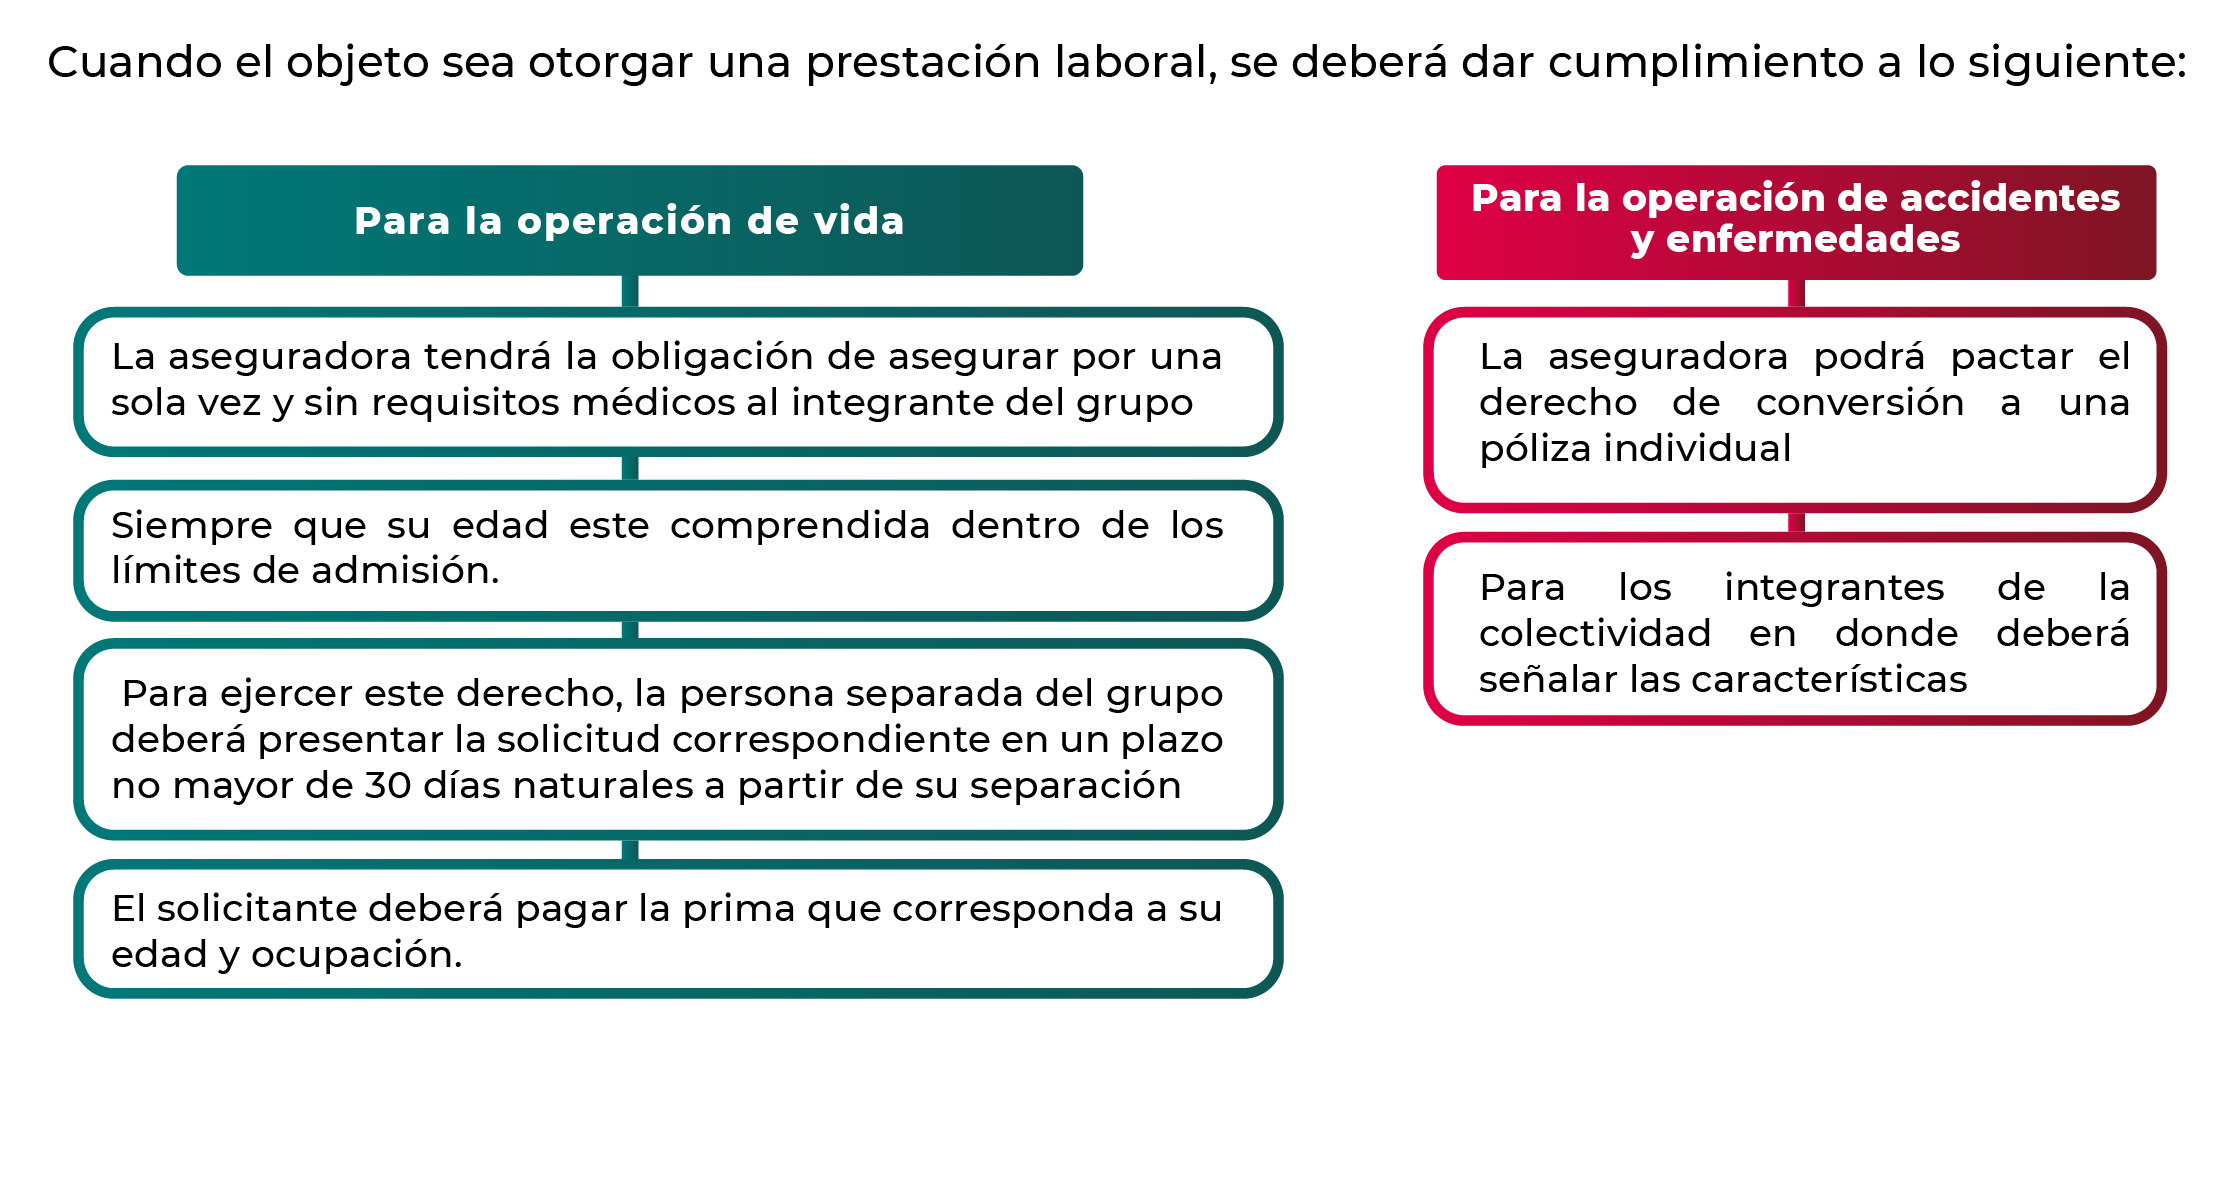 Cuando el objeto sea otorgar una prestación laboral, se deberá dar cumplimiento a lo siguiente:
Para la operación de vida
La aseguradora tendrá la obligación de asegurar por una
sola vez y sin requisitos médicos al integrante del grupo
Siempre que su edad este comprendida dentro de los
límites de admisión.
Para ejercer este derecho, la persona separada del grupo
deberá presentar la solicitud correspondiente en un plazo
no mayor de 30 días naturales a partir de su separación
El solicitante deberá pagar la prima que corresponda a su
edad y ocupación.
Para la operación de accidentes
y enfermedades
La aseguradora podrá pactar el
derecho de conversión a una
póliza individual
Para los integrantes de la
colectividad en donde deberá
señalar las características